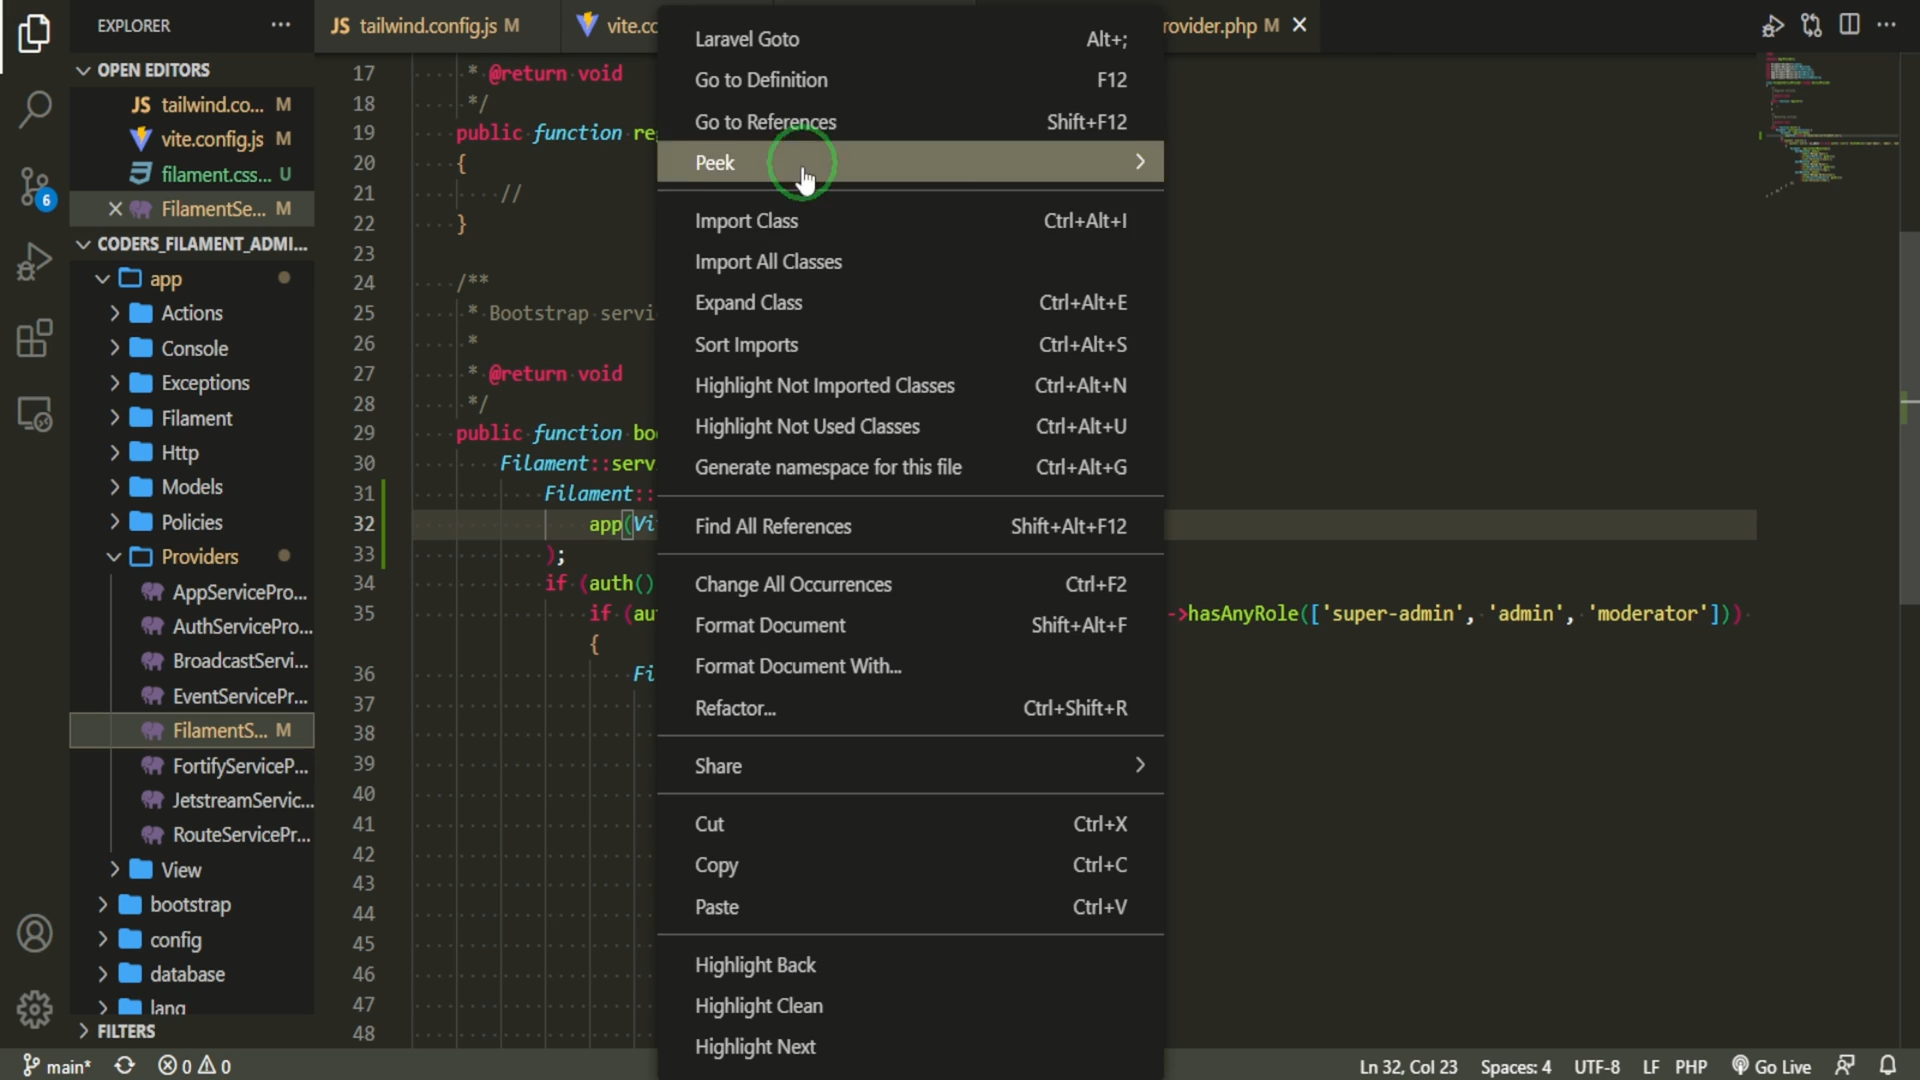 EXPLORER
OPEN EDITORS
JS tailwind.co... M
vite.config.js M
filament.css... U
FilamentSe... M
CODERS_FILAMENT_ADMI...
app
Actions
Console
Exceptions
Filament
Http
Models
Policies
Providers
AppServicePro...
AuthServicePro...
BroadcastServi...
EventServicePr...
FilamentS... M
FortifyServiceP...
JetstreamServic...
RouteServicePr...
View
bootstrap
config
database
lang
FILTERS
6
JS tailwind.config.js M
vite.co
rovider.php M
17 * @return void
18 */
19 public function re
20 {
21 //
22 }
23
24 /**
25 * Bootstrap servi
26 *
27 * @return void
28 */
29 public function bo
30 Filament::serv
31 Filament::
32 app(Vi
33 );
34 if (auth()
35 if (au ->hasAnyRole(['super-admin', 'admin', 'moderator']))
{
36 Fi
37
38
39
40
41
42
43
44
45
46
47
48
Laravel Goto Alt+;
Go to Definition F12
Go to References Shift+F12
Peek
Import Class Ctrl+Alt+I
Import All Classes
Expand Class Ctrl+Alt+E
Sort Imports Ctrl+Alt+S
Highlight Not Imported Classes Ctrl+Alt+N
Highlight Not Used Classes Ctrl+Alt+U
Generate namespace for this file Ctrl+Alt+G
Find All References Shift+Alt+F12
Change All Occurrences Ctrl+F2
Format Document Shift+Alt+F
Format Document With...
Refactor... Ctrl+Shift+R
Share
Cut Ctrl+X
Copy Ctrl+C
Paste Ctrl+V
Highlight Back
Highlight Clean
Highlight Next
main* 0 0 Ln 32, Col 23 Spaces: 4 UTF-8 LF PHP Go Live